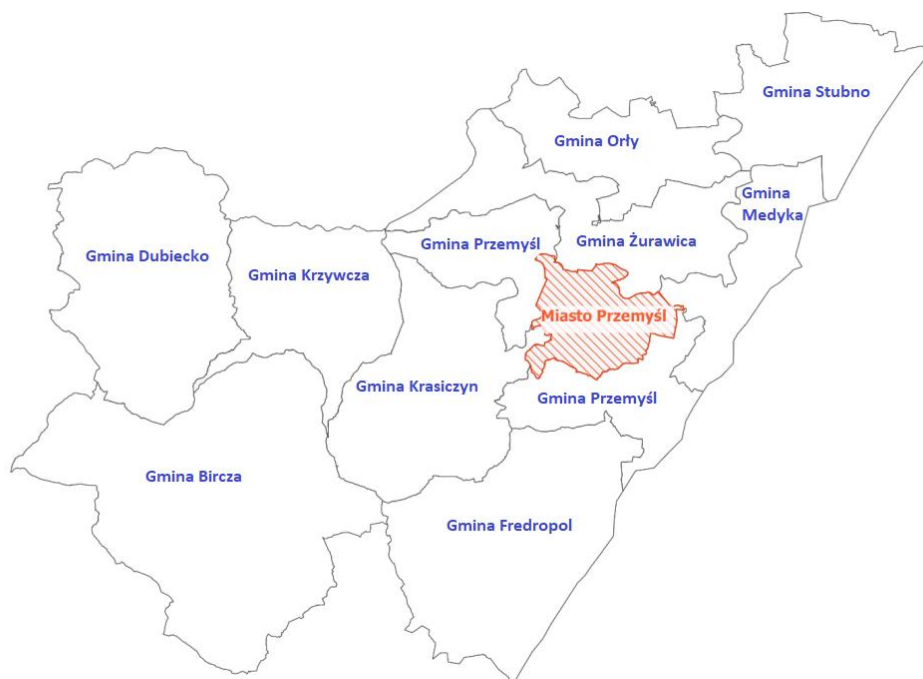 Gmina Stubno
Gmina Orły
Gmina
Medyka
Gmina Przemyśl
Gmina Żurawica
Gmina Dubiecko
Gmina Krzywcza
Miasto Przemyśl
Gmina Krasiczyn
Gmina Przemyśl
Gmina Bircza
Gmina Fredropol